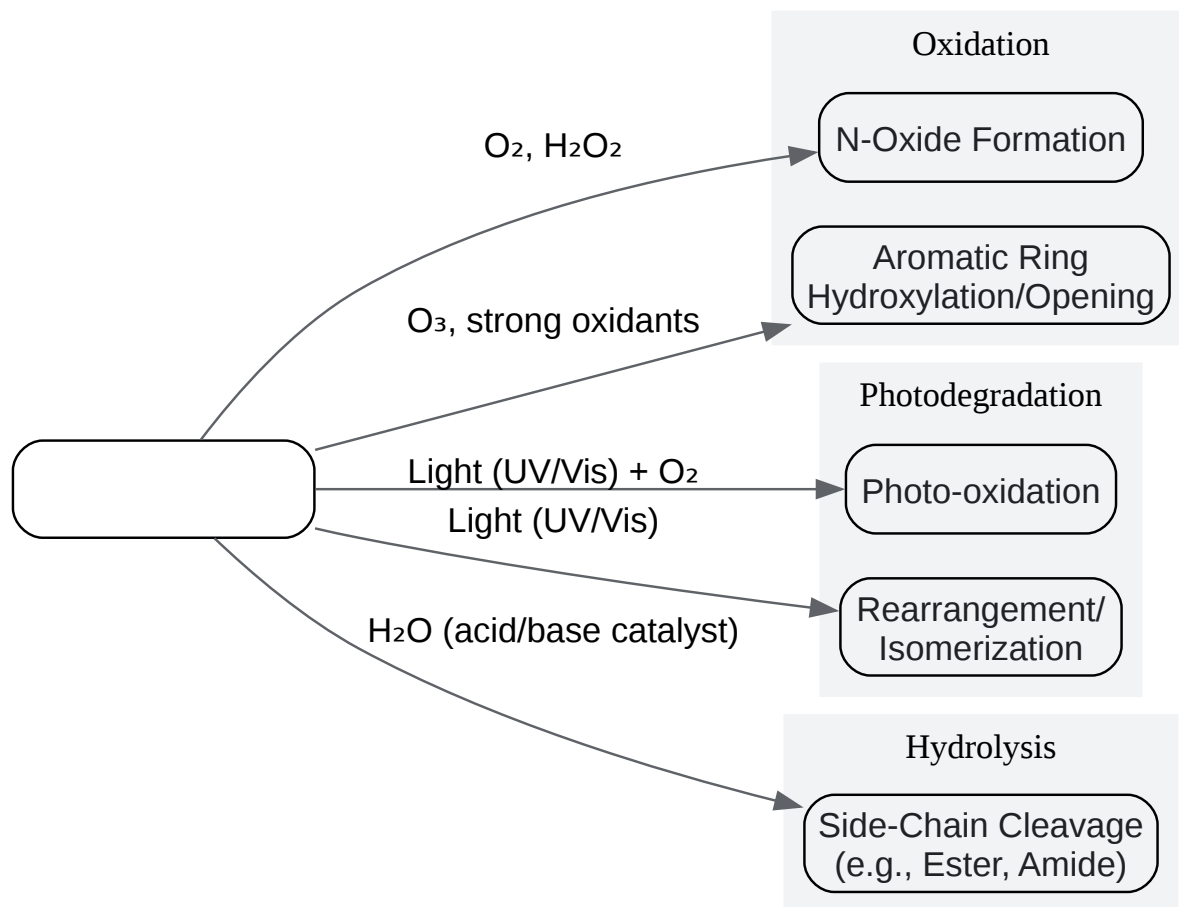 Oxidation
N-Oxide Formation
O₂, H₂O₂
Aromatic Ring
Hydroxylation/Opening
O₃, strong oxidants
Photodegradation
Light (UV/Vis) + O₂
Photo-oxidation
Light (UV/Vis)
Rearrangement/
Isomerization
H₂O (acid/base catalyst)
Hydrolysis
Side-Chain Cleavage
(e.g., Ester, Amide)